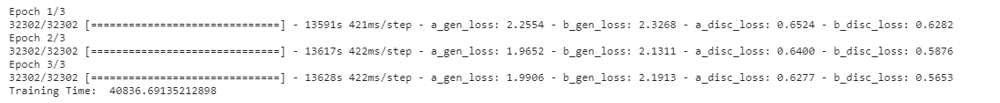 Epoch 1/3
32302/32302 [==============================] - 13591s 421ms/step - a_gen_loss: 2.2554 - b_gen_loss: 2.3268 - a_disc_loss: 0.6524 - b_disc_loss: 0.6282
Epoch 2/3
32302/32302 [==============================] - 13617s 422ms/step - a_gen_loss: 1.9652 - b_gen_loss: 2.1311 - a_disc_loss: 0.6400 - b_disc_loss: 0.5876
Epoch 3/3
32302/32302 [==============================] - 13628s 422ms/step - a_gen_loss: 1.9906 - b_gen_loss: 2.1913 - a_disc_loss: 0.6277 - b_disc_loss: 0.5653
Training Time:  40836.69135212898